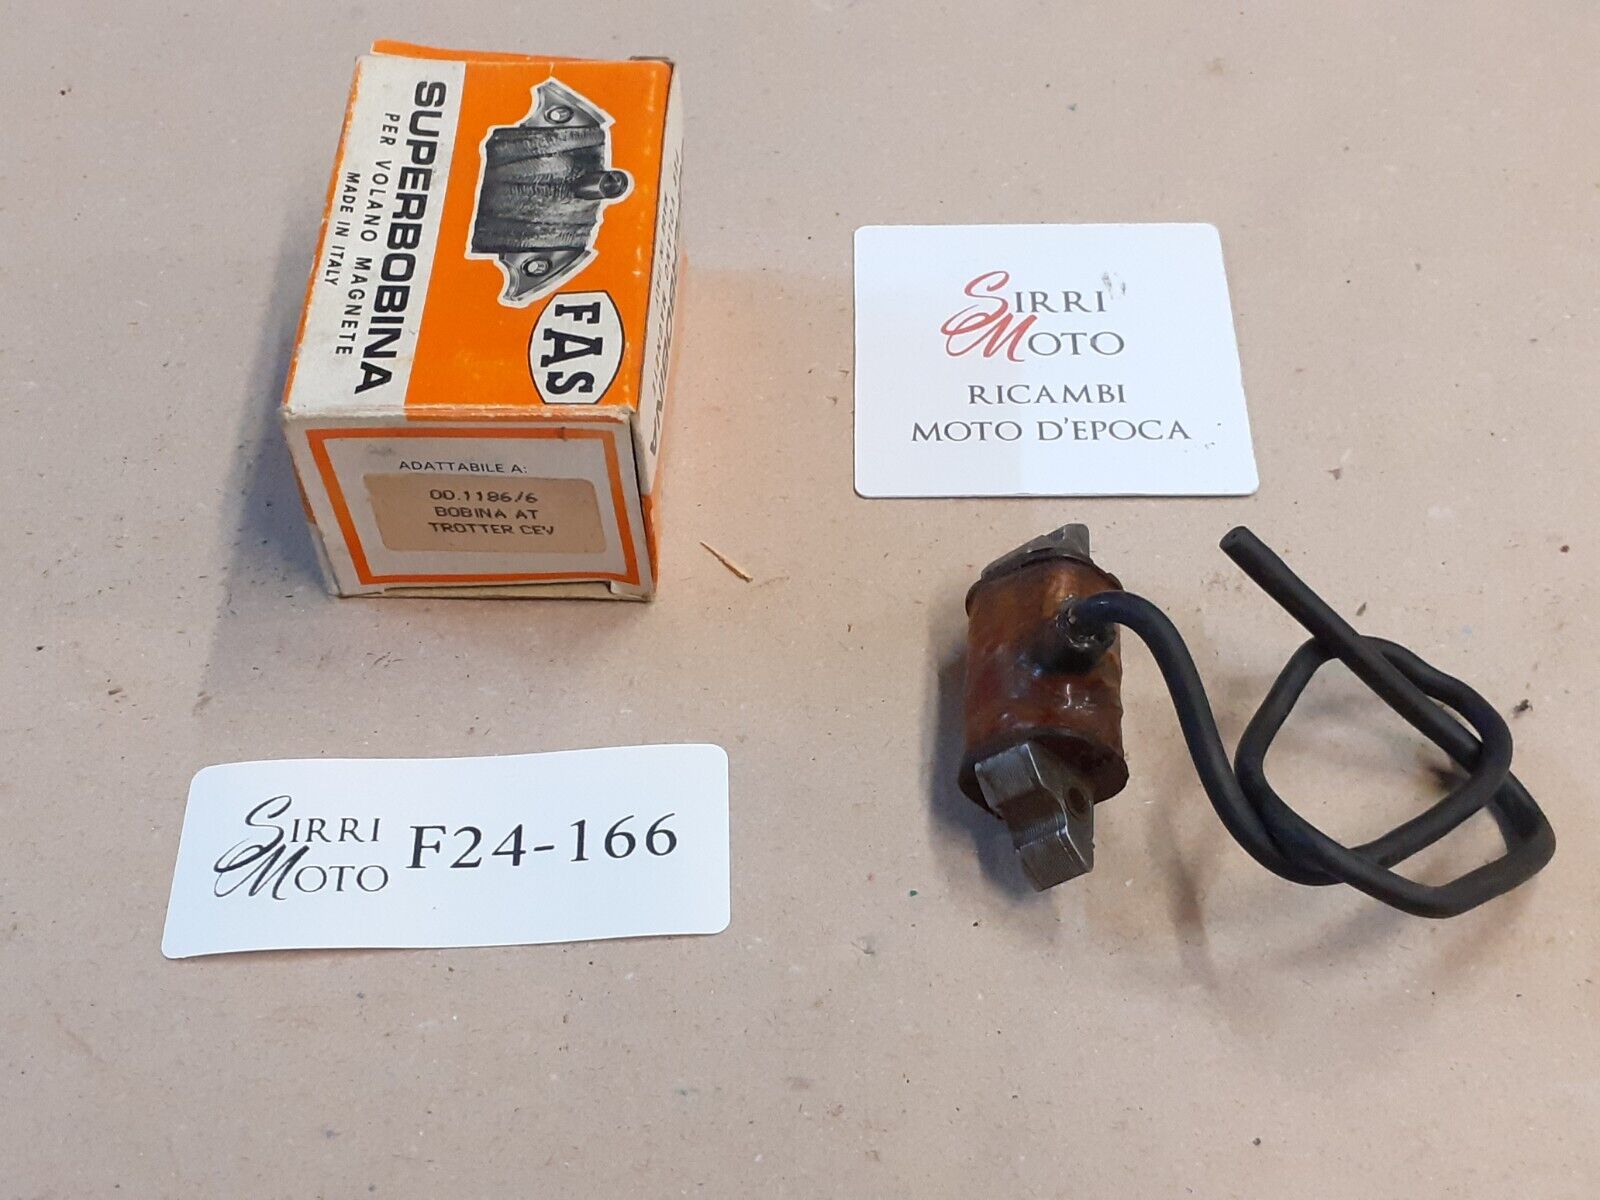 SUPERBOBINA
PER VOLANO MAGNETE
MADE IN ITALY
FAS
ADATTABILE A:
OD.1186/6
BOBINA AT
TROTTER CEV
SIRRI
MOTO
RICAMBI
MOTO D'EPOCA
SIRRI
MOTO
F24-166